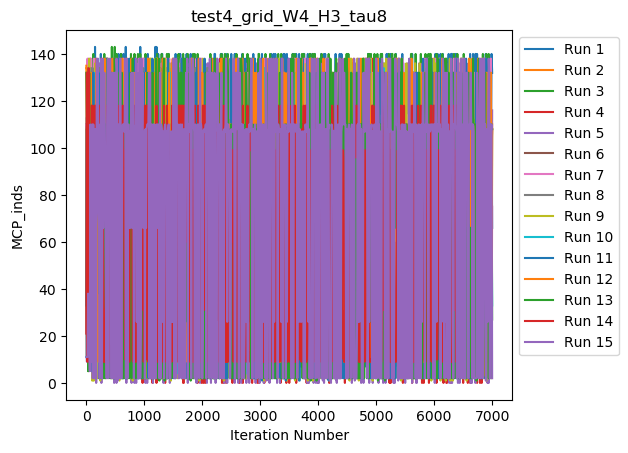 test4_grid_W4_H3_tau8
MCP_inds
140
120
100
80
60
40
20
0
0 1000 2000 3000 4000 5000 6000 7000
Iteration Number
Run 1
Run 2
Run 3
Run 4
Run 5
Run 6
Run 7
Run 8
Run 9
Run 10
Run 11
Run 12
Run 13
Run 14
Run 15